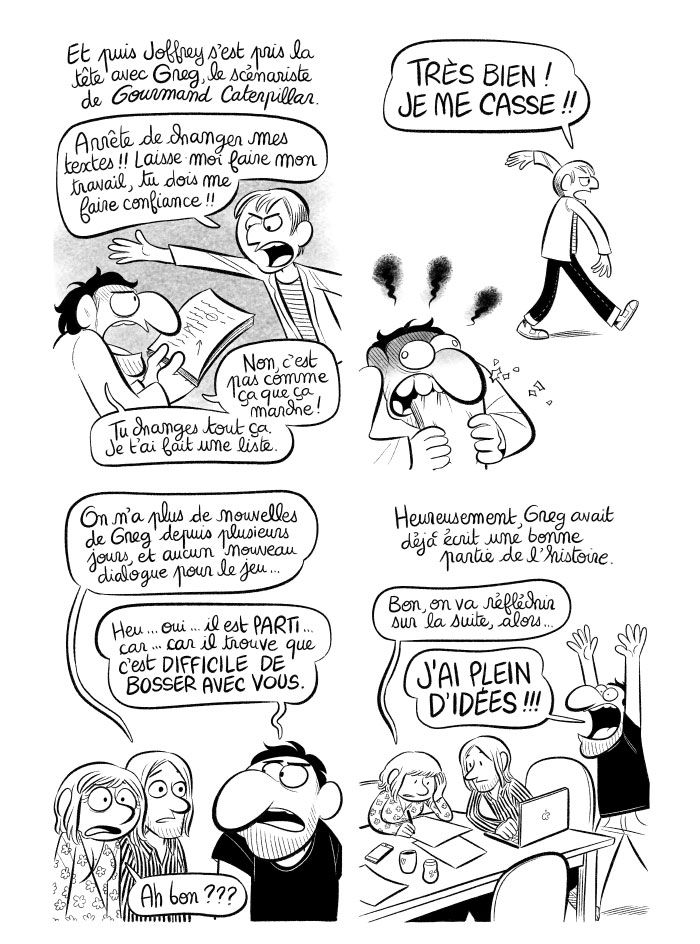 Et puis Joffrey s'est pris la
tête avec Greg, le scénariste
de Gourmand Caterpillar.
Arrête de changer mes
textes !! Laisse-moi faire mon
travail, tu dois me
faire confiance !!
Non, c'est
pas comme
ça que ça
marche !
Tu changes tout ça.
Je t'ai fait une liste.
TRÈS BIEN !
JE ME CASSE !!
On n'a plus de nouvelles
de Greg depuis plusieurs
jours, et aucun nouveau
dialogue pour le jeu...
Heu... oui... il est PARTI...
car... car il trouve que
c'est DIFFICILE DE
BOSSER AVEC VOUS.
Ah bon ???
Heureusement, Greg avait
déjà écrit une bonne
partie de l'histoire.
Bon, on va réfléchir
sur la suite, alors...
J'AI PLEIN
D'IDÉES !!!